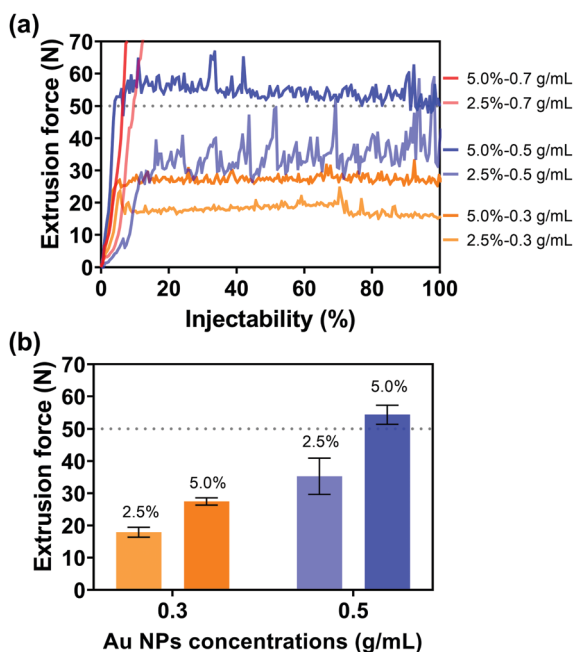 (a)
Extrusion force (N)
70
60
50
40
30
20
10
0
0 20 40 60 80 100
Injectability (%)
5.0%-0.7 g/mL
2.5%-0.7 g/mL
5.0%-0.5 g/mL
2.5%-0.5 g/mL
5.0%-0.3 g/mL
2.5%-0.3 g/mL
(b)
Extrusion force (N)
70
60
50
40
30
20
10
0
2.5%
5.0%
2.5%
5.0%
0.3 0.5
Au NPs concentrations (g/mL)